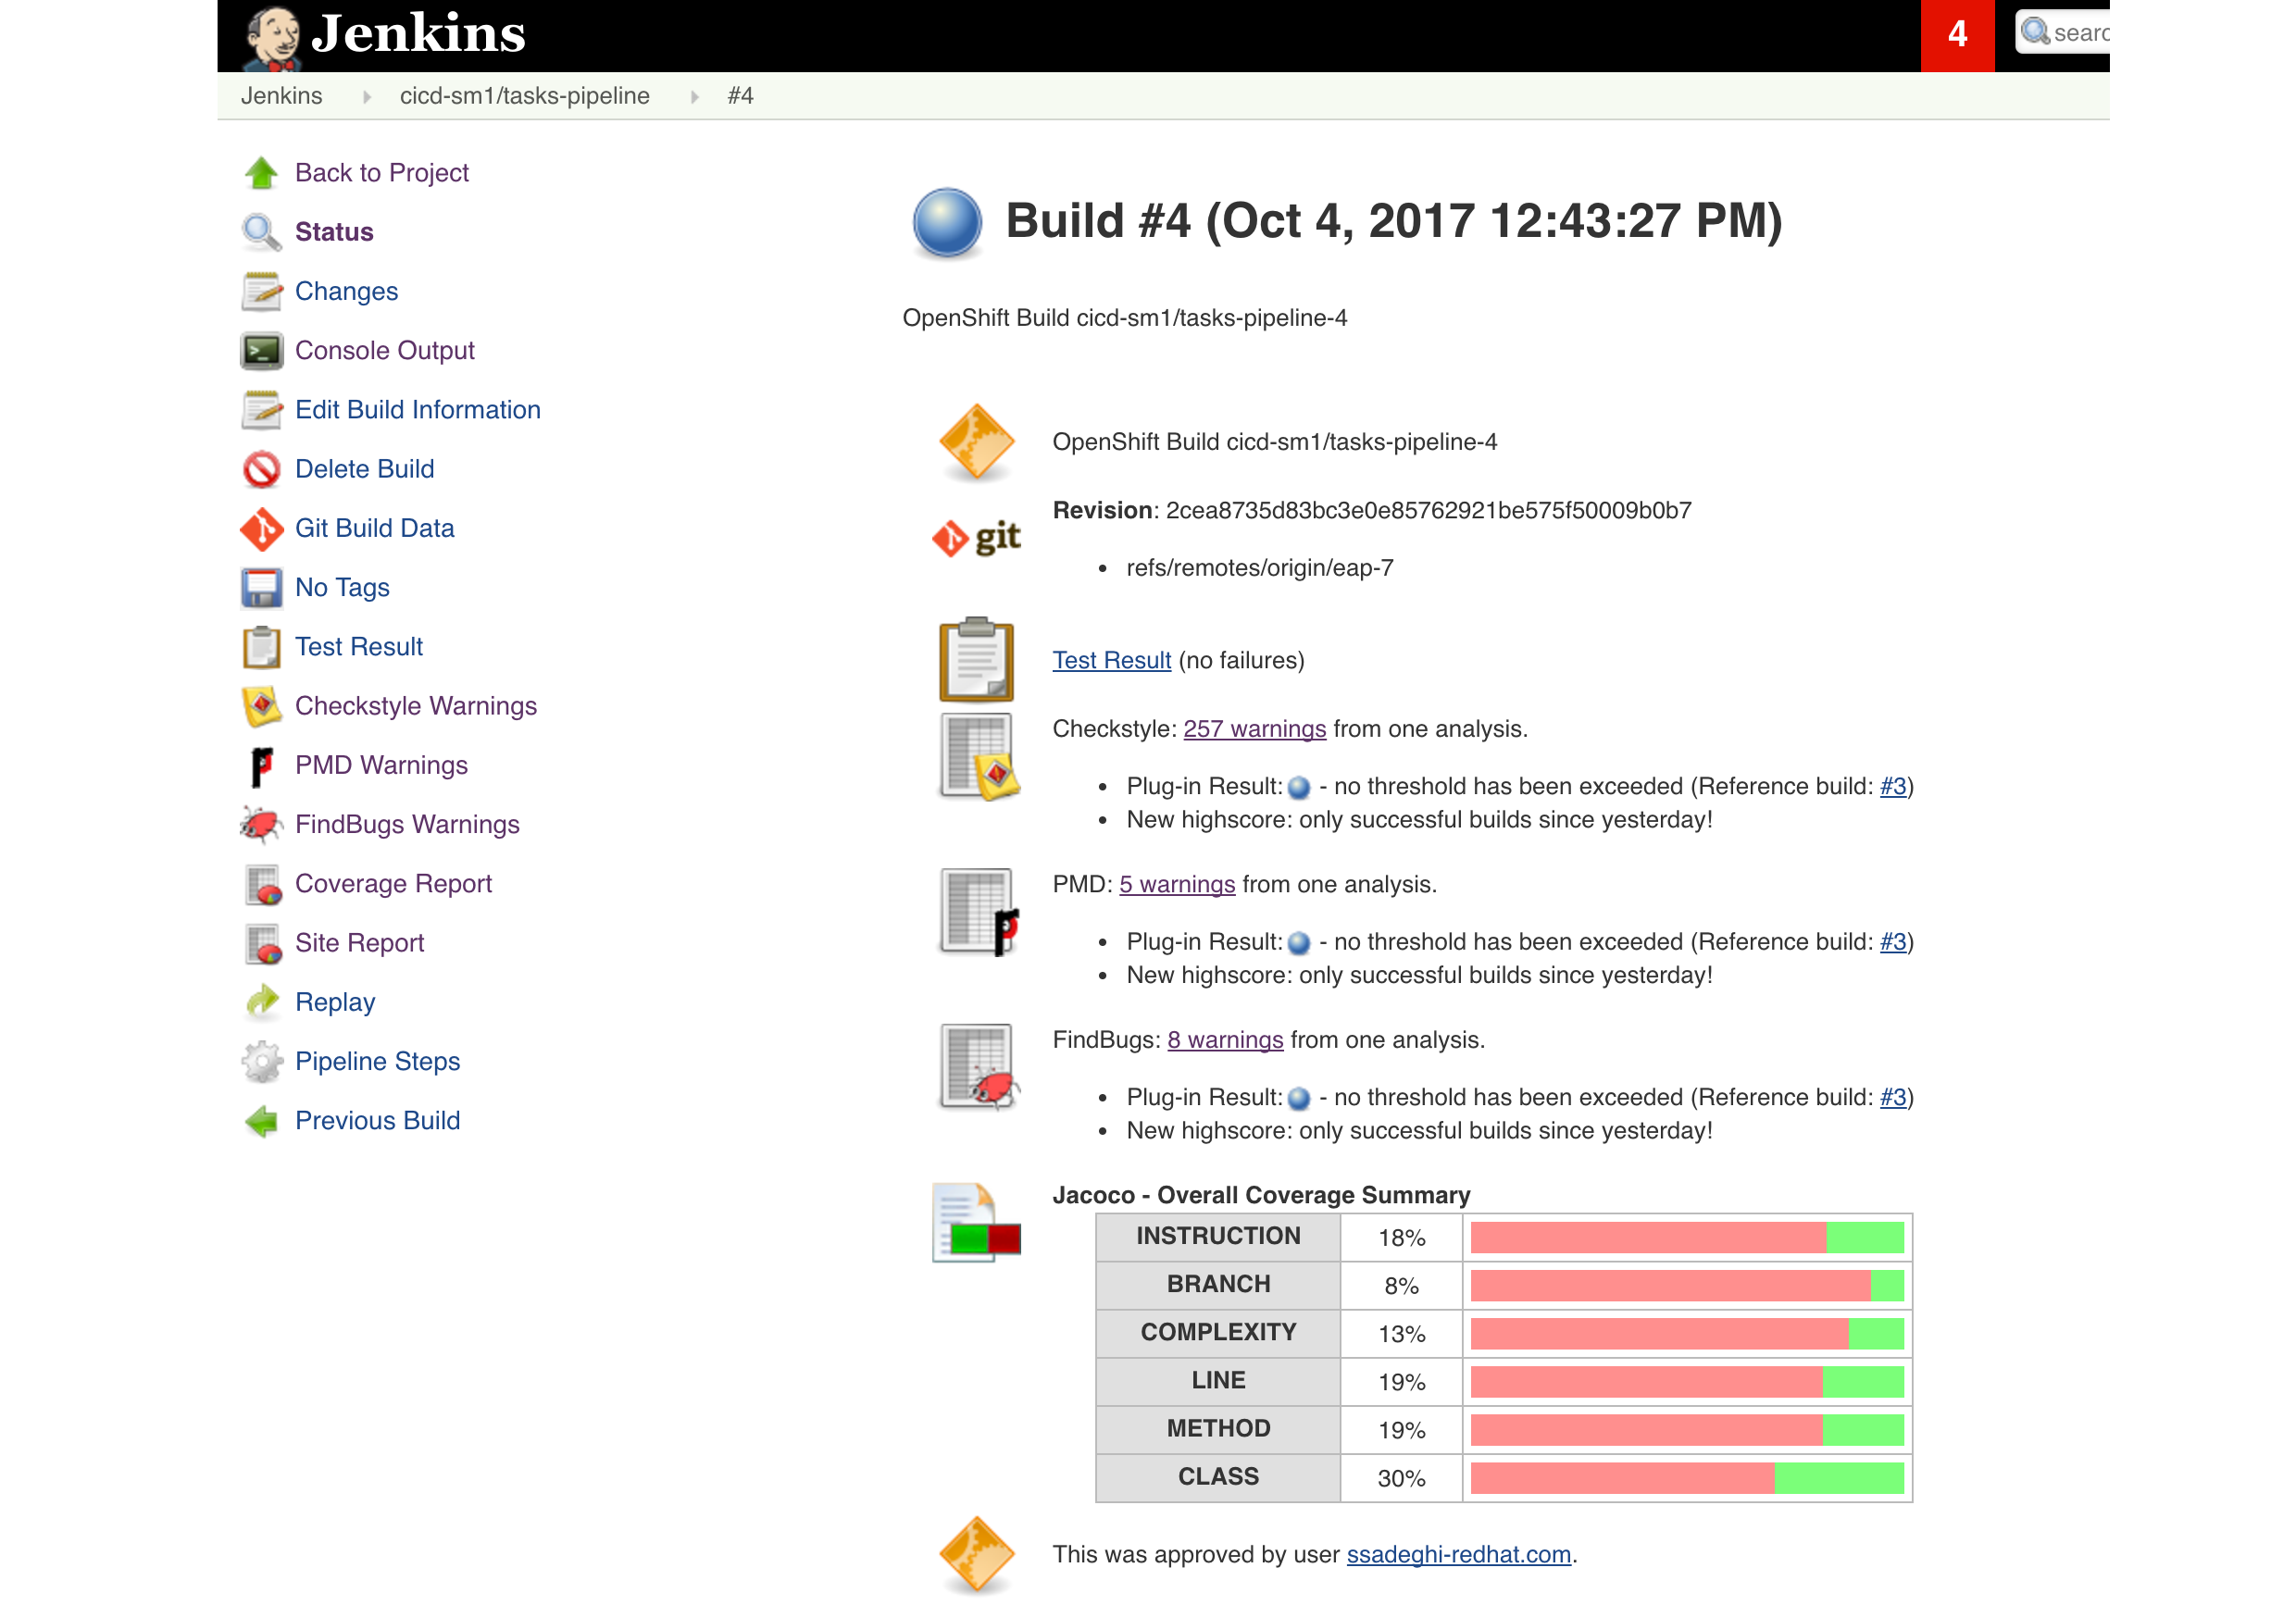 Jenkins
4
searc
Jenkins
cicd-sm1/tasks-pipeline
#4
Back to Project
Status
Changes
Console Output
Edit Build Information
Delete Build
Git Build Data
No Tags
Test Result
Checkstyle Warnings
PMD Warnings
FindBugs Warnings
Coverage Report
Site Report
Replay
Pipeline Steps
Previous Build
Build #4 (Oct 4, 2017 12:43:27 PM)
OpenShift Build cicd-sm1/tasks-pipeline-4
OpenShift Build cicd-sm1/tasks-pipeline-4
git
Revision: 2cea8735d83bc3e0e85762921be575f50009b0b7
• refs/remotes/origin/eap-7
Test Result (no failures)
Checkstyle: 257 warnings from one analysis.
• Plug-in Result: - no threshold has been exceeded (Reference build: #3)
• New highscore: only successful builds since yesterday!
PMD: 5 warnings from one analysis.
• Plug-in Result: - no threshold has been exceeded (Reference build: #3)
• New highscore: only successful builds since yesterday!
FindBugs: 8 warnings from one analysis.
• Plug-in Result: - no threshold has been exceeded (Reference build: #3)
• New highscore: only successful builds since yesterday!
Jacoco - Overall Coverage Summary
INSTRUCTION 18%
BRANCH 8%
COMPLEXITY 13%
LINE 19%
METHOD 19%
CLASS 30%
This was approved by user ssadeghi-redhat.com.